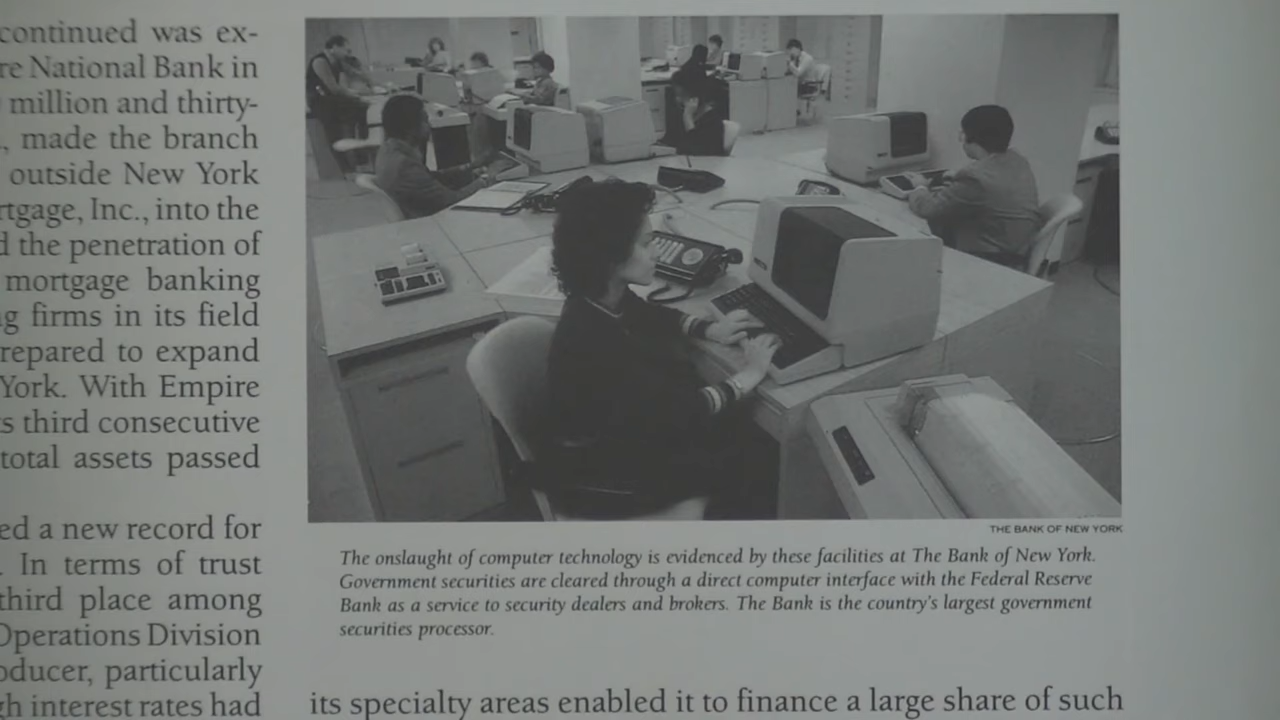 continued was ex-
re National Bank in
million and thirty-
, made the branch
outside New York
rtgage, Inc., into the
d the penetration of
mortgage banking
g firms in its field
repared to expand
York. With Empire
s third consecutive
total assets passed
ed a new record for
. In terms of trust
third place among
Operations Division
oducer, particularly
gh interest rates had
THE BANK OF NEW YORK
The onslaught of computer technology is evidenced by these facilities at The Bank of New York.
Government securities are cleared through a direct computer interface with the Federal Reserve
Bank as a service to security dealers and brokers. The Bank is the country's largest government
securities processor.
its specialty areas enabled it to finance a large share of such